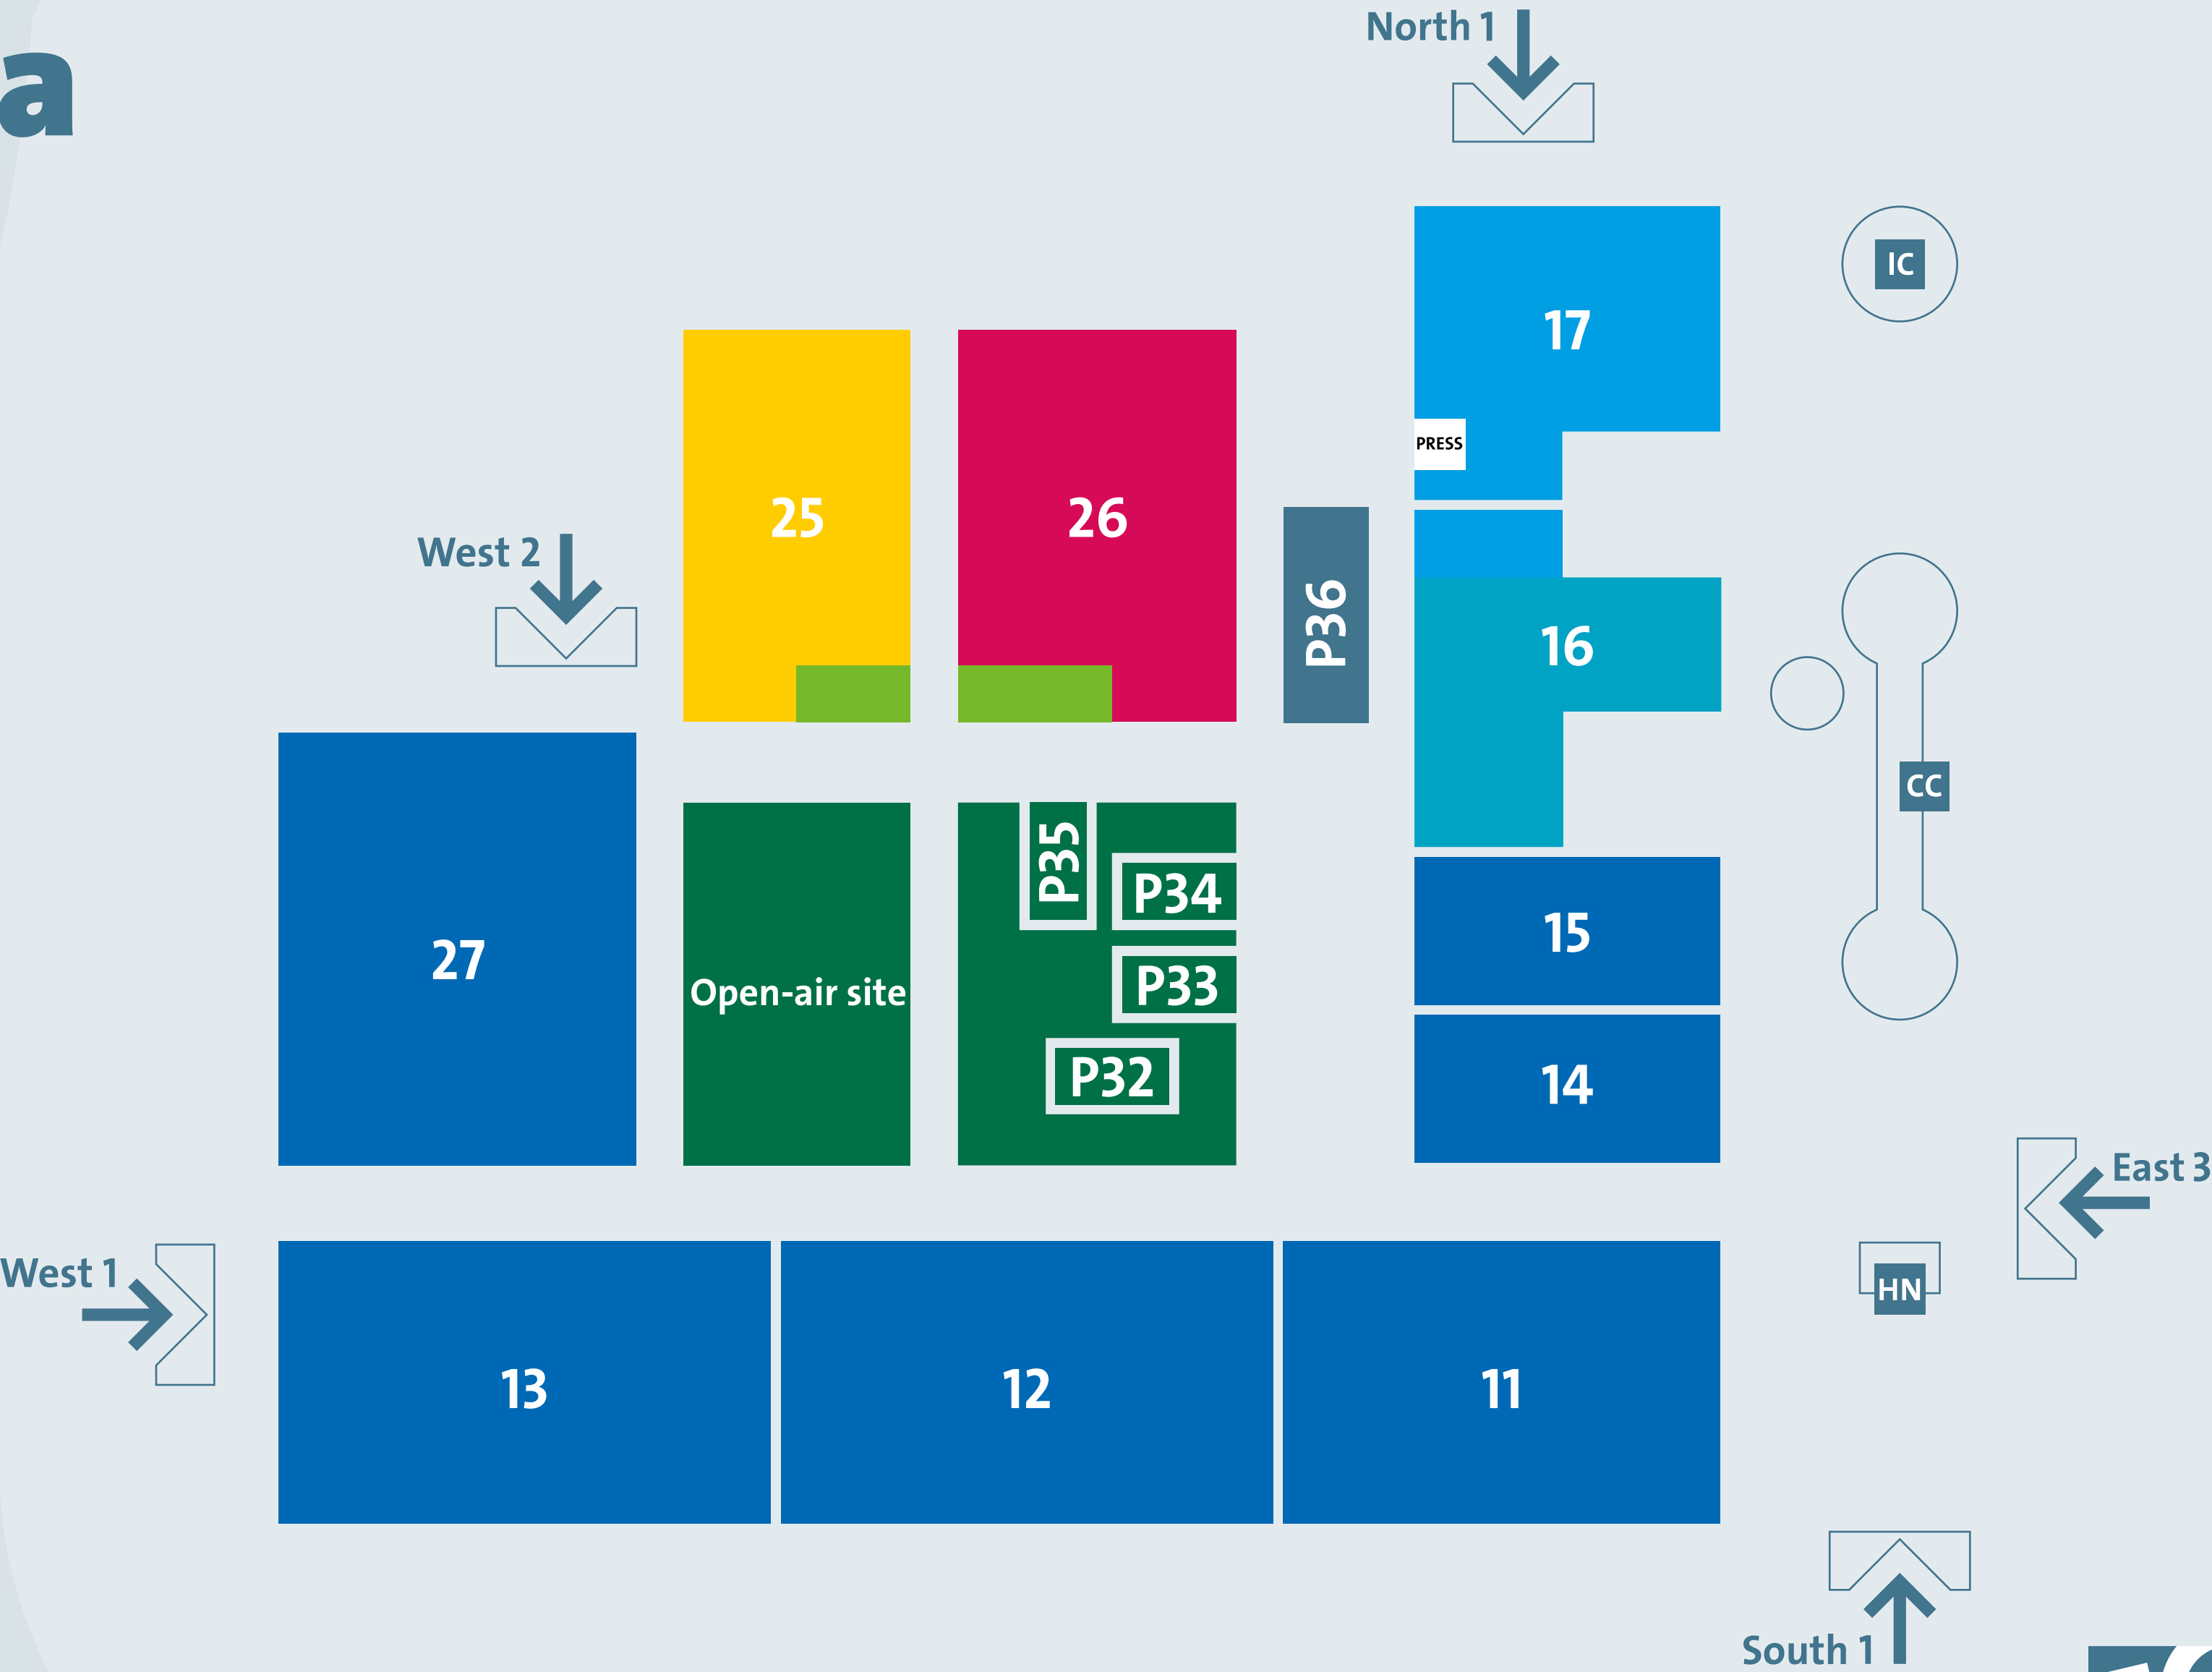 North 1
a
IC
17
PRESS
25
26
West 2
P36
16
CC
P35
P34
15
27
Open-air site
P33
P32
14
East 3
West 1
HN
13
12
11
South 1